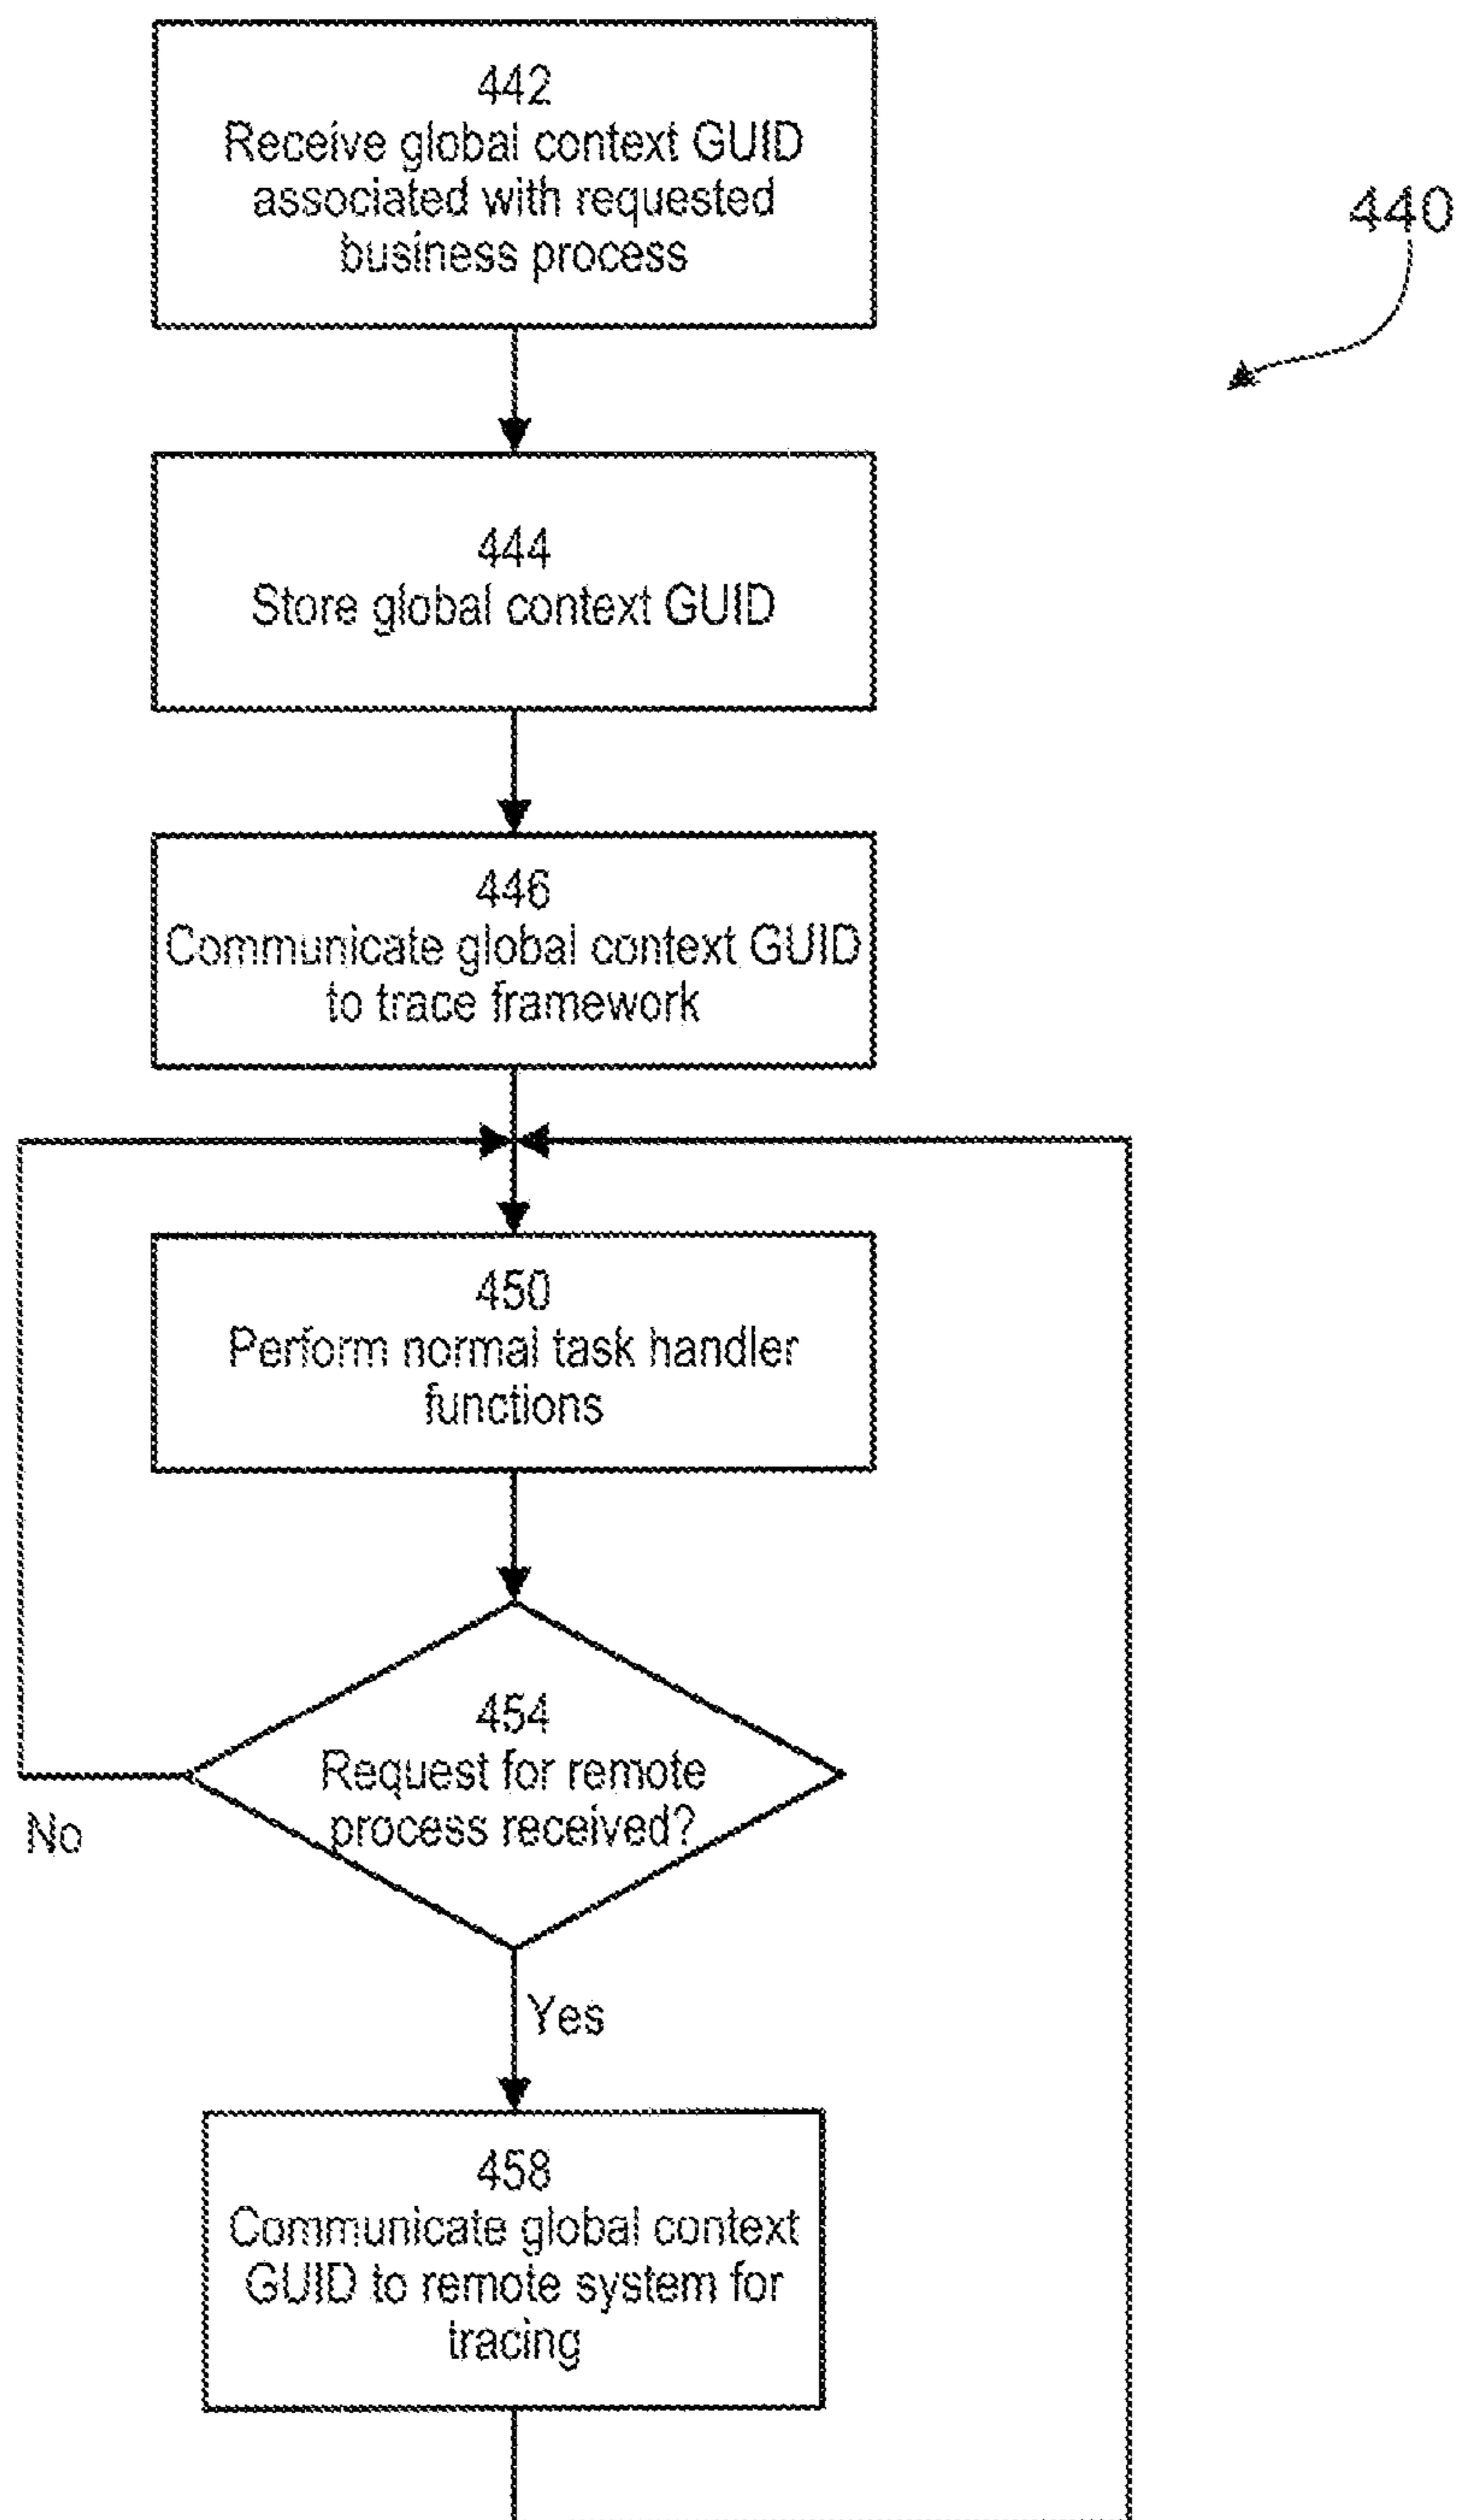 442
Receive global context GUID
associated with requested
business process
440
444
Store global context GUID
446
Communicate global context GUID
to trace framework
450
Perform normal task handler
functions
454
Request for remote
process received?
No
Yes
458
Communicate global context
GUID to remote system for
tracing